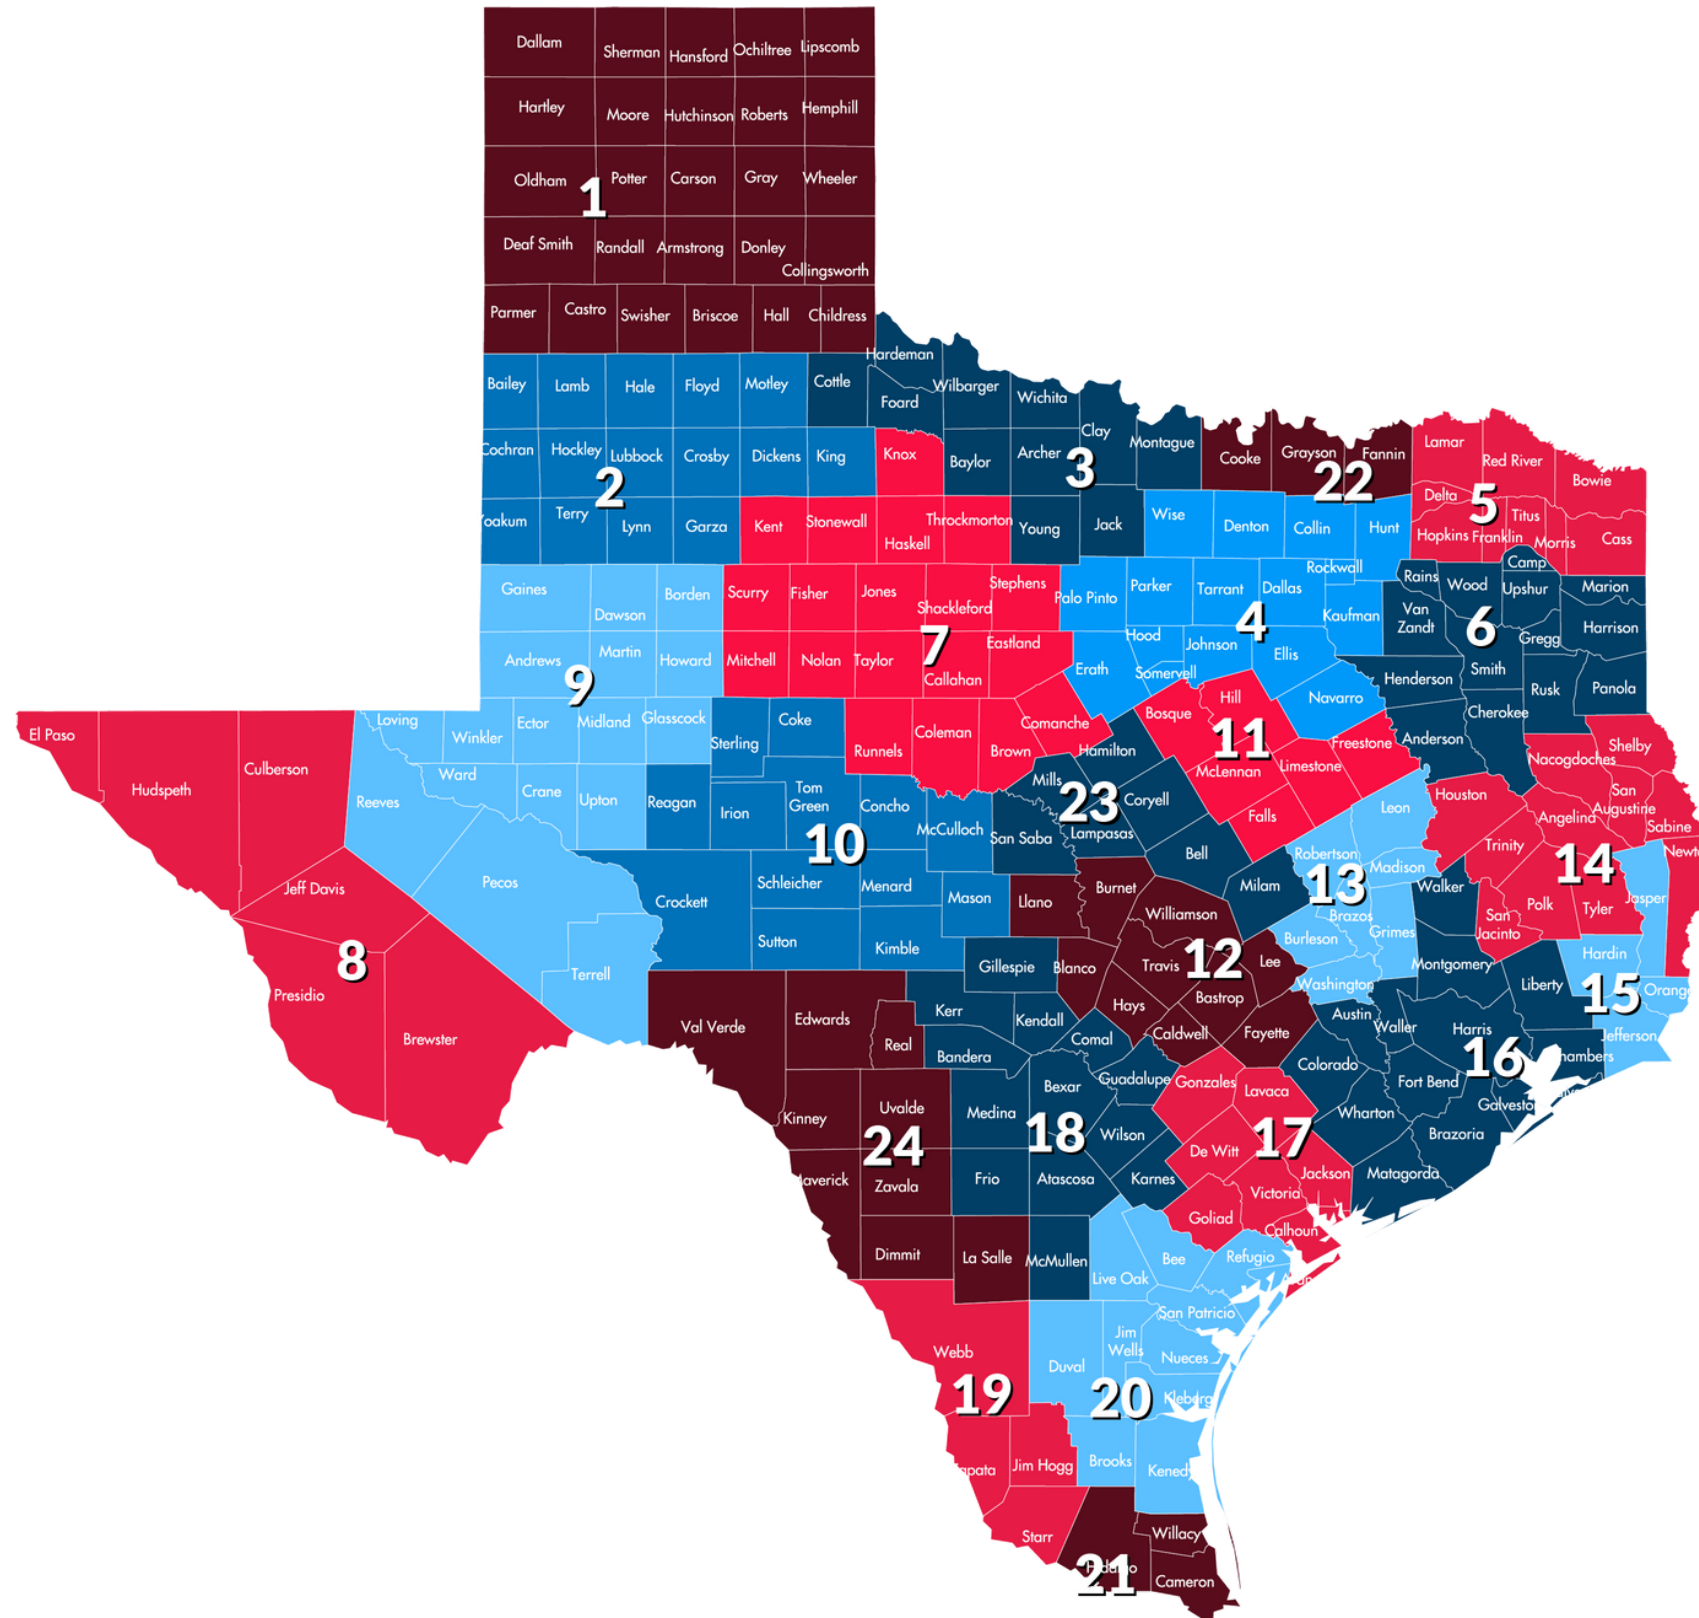 Dallam
Sherman
Hansford
Ochiltree
Lipscomb
Hartley
Moore
Hutchinson
Roberts
Hemphill
Oldham
Potter
Carson
Gray
Wheeler
1
Deaf Smith
Randall
Armstrong
Donley
Collingsworth
Parmer
Castro
Swisher
Briscoe
Hall
Childress
Hardeman
Bailey
Lamb
Hale
Floyd
Motley
Cottle
Foard
Wilbarger
Wichita
Clay
Montague
Cochran
Hockley
Lubbock
Crosby
Dickens
King
Knox
Baylor
Archer
Cooke
Grayson
Fannin
Lamar
Red River
Bowie
2
3
22
5
Delta
Titus
Yoakum
Terry
Lynn
Garza
Kent
Stonewall
Haskell
Throckmorton
Young
Jack
Wise
Denton
Collin
Hunt
Hopkins
Franklin
Morris
Cass
Gaines
Dawson
Borden
Scurry
Fisher
Jones
Shackleford
Stephens
Palo Pinto
Parker
Tarrant
Dallas
Rockwall
Kaufman
Rains
Wood
Camp
Upshur
Marion
Van
Zandt
Harrison
4
6
7
Gregg
Andrews
Martin
Howard
Mitchell
Nolan
Taylor
Callahan
Eastland
Erath
Hood
Somervell
Johnson
Ellis
Navarro
Henderson
Smith
Rusk
Panola
9
El Paso
Hudspeth
Culberson
Loving
Winkler
Ector
Midland
Glasscock
Sterling
Coke
Runnels
Coleman
Brown
Comanche
Hamilton
Bosque
Hill
11
Freestone
Anderson
Cherokee
Nacogdoches
Shelby
Reeves
Ward
Crane
Upton
Reagan
Irion
Tom
Green
Concho
McCulloch
San Saba
Mills
23
Lampasas
Coryell
McLennan
Limestone
Falls
Leon
Houston
Angelina
San
Augustine
Sabine
10
Trinity
14
Jeff Davis
Pecos
Crockett
Schleicher
Menard
Mason
Llano
Burnet
Bell
Milam
Robertson
Madison
13
Walker
Brazos
Grimes
San
Jacinto
Polk
Tyler
Jasper
8
Presidio
Brewster
Terrell
Sutton
Kimble
Gillespie
Blanco
Williamson
Travis
12
Lee
Burleson
Washington
Montgomery
Liberty
Hardin
15
Val Verde
Edwards
Real
Kerr
Kendall
Bandera
Comal
Hays
Bastrop
Caldwell
Fayette
Austin
Waller
Harris
16
Jefferson
Kinney
Uvalde
Medina
Bexar
Guadalupe
Gonzales
Lavaca
Colorado
Fort Bend
24
18
Wilson
17
Wharton
Brazoria
Zavala
Frio
Atascosa
Karnes
De Witt
Jackson
Matagorda
Victoria
Goliad
Calhoun
Dimmit
La Salle
McMullen
Live Oak
Bee
Refugio
San Patricio
Webb
Duval
Jim
Wells
Nueces
19
20
Kleberg
Jim Hogg
Brooks
Kenedy
Starr
Willacy
21
Cameron